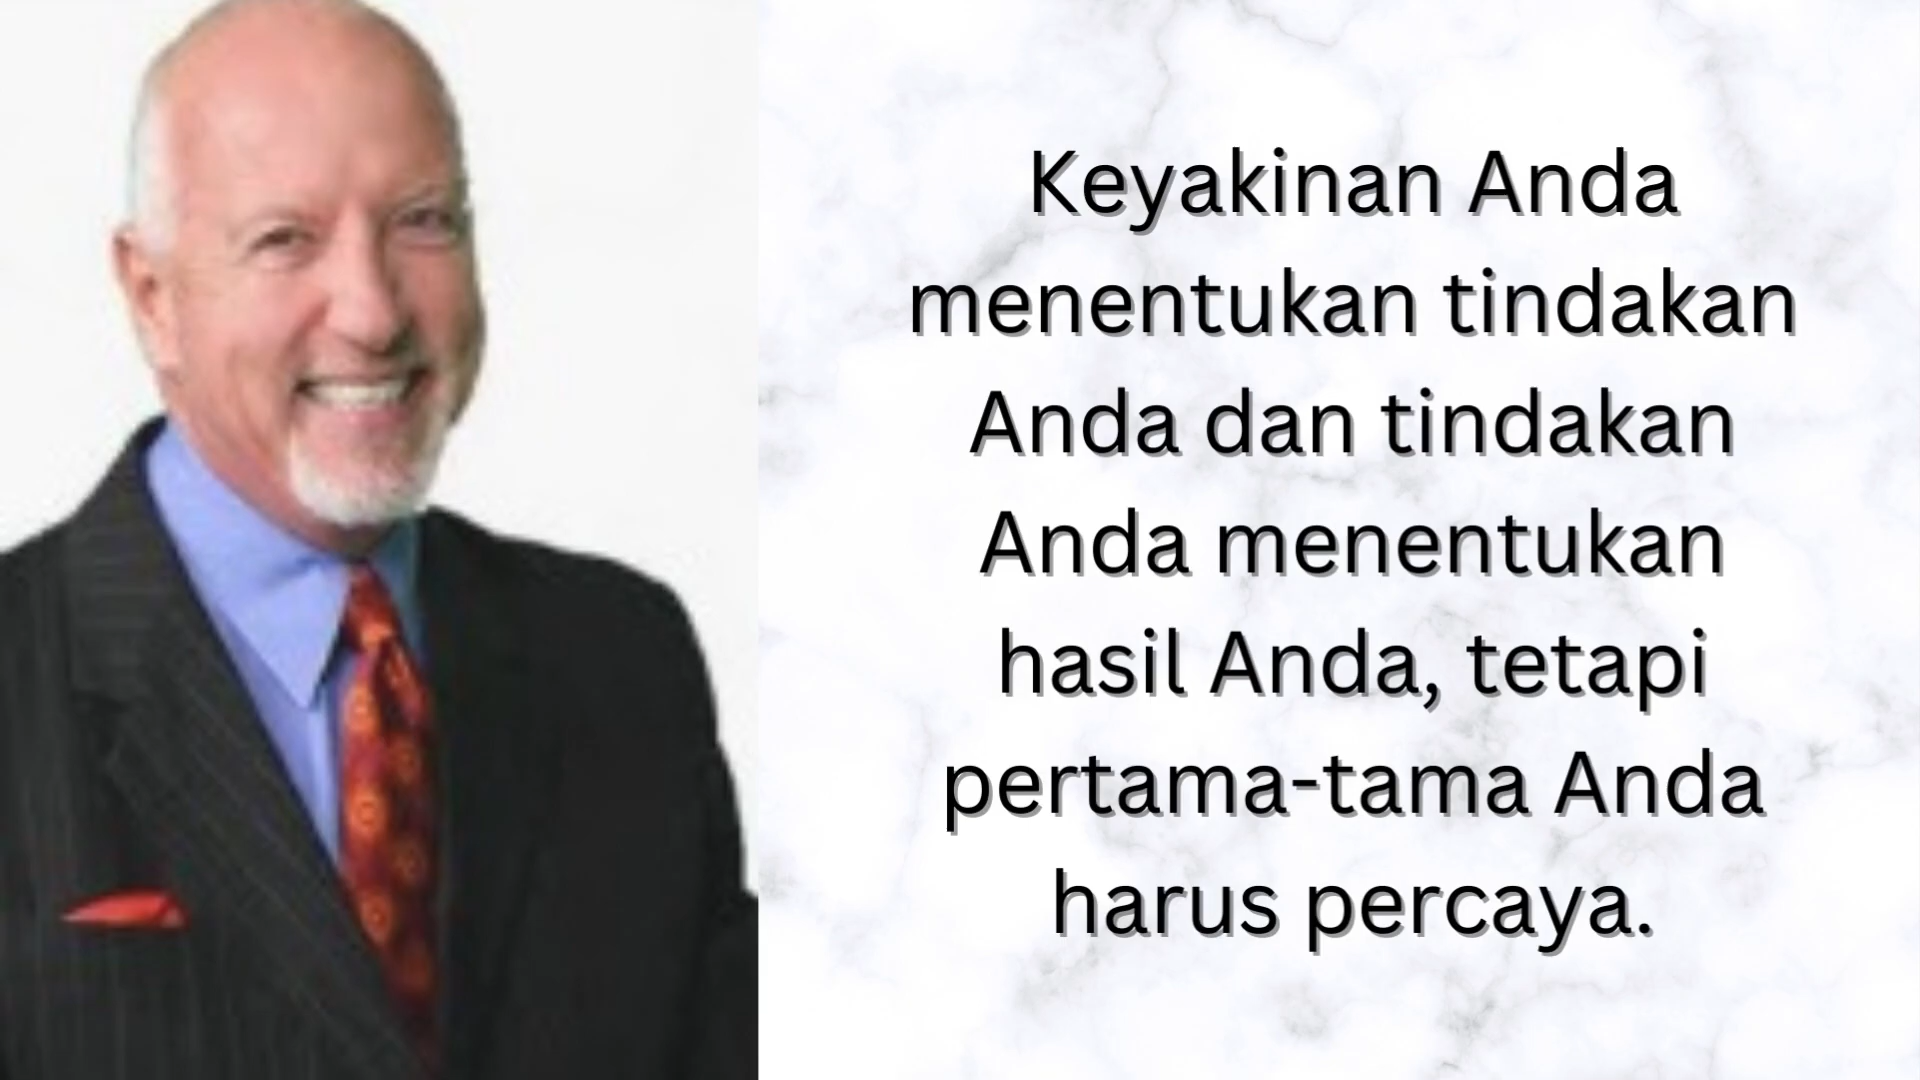 Keyakinan Anda
menentukan tindakan
Anda dan tindakan
Anda menentukan
hasil Anda, tetapi
pertama-tama Anda
harus percaya.